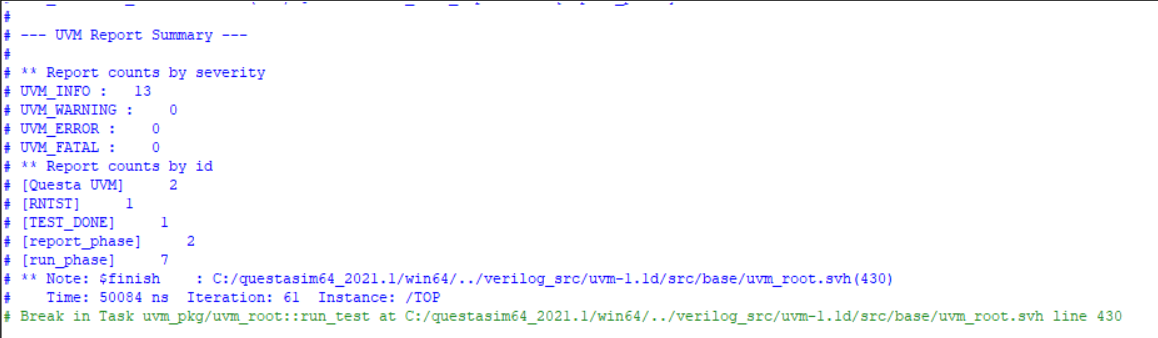 #
# --- UVM Report Summary ---
#
# ** Report counts by severity
# UVM_INFO :   13
# UVM_WARNING :    0
# UVM_ERROR :    0
# UVM_FATAL :    0
# ** Report counts by id
# [Questa UVM]     2
# [RNTST]     1
# [TEST_DONE]     1
# [report_phase]     2
# [run_phase]     7
# ** Note: $finish    : C:/questasim64_2021.1/win64/../verilog_src/uvm-1.1d/src/base/uvm_root.svh(430)
#    Time: 50084 ns  Iteration: 61  Instance: /TOP
# Break in Task uvm_pkg/uvm_root::run_test at C:/questasim64_2021.1/win64/../verilog_src/uvm-1.1d/src/base/uvm_root.svh line 430